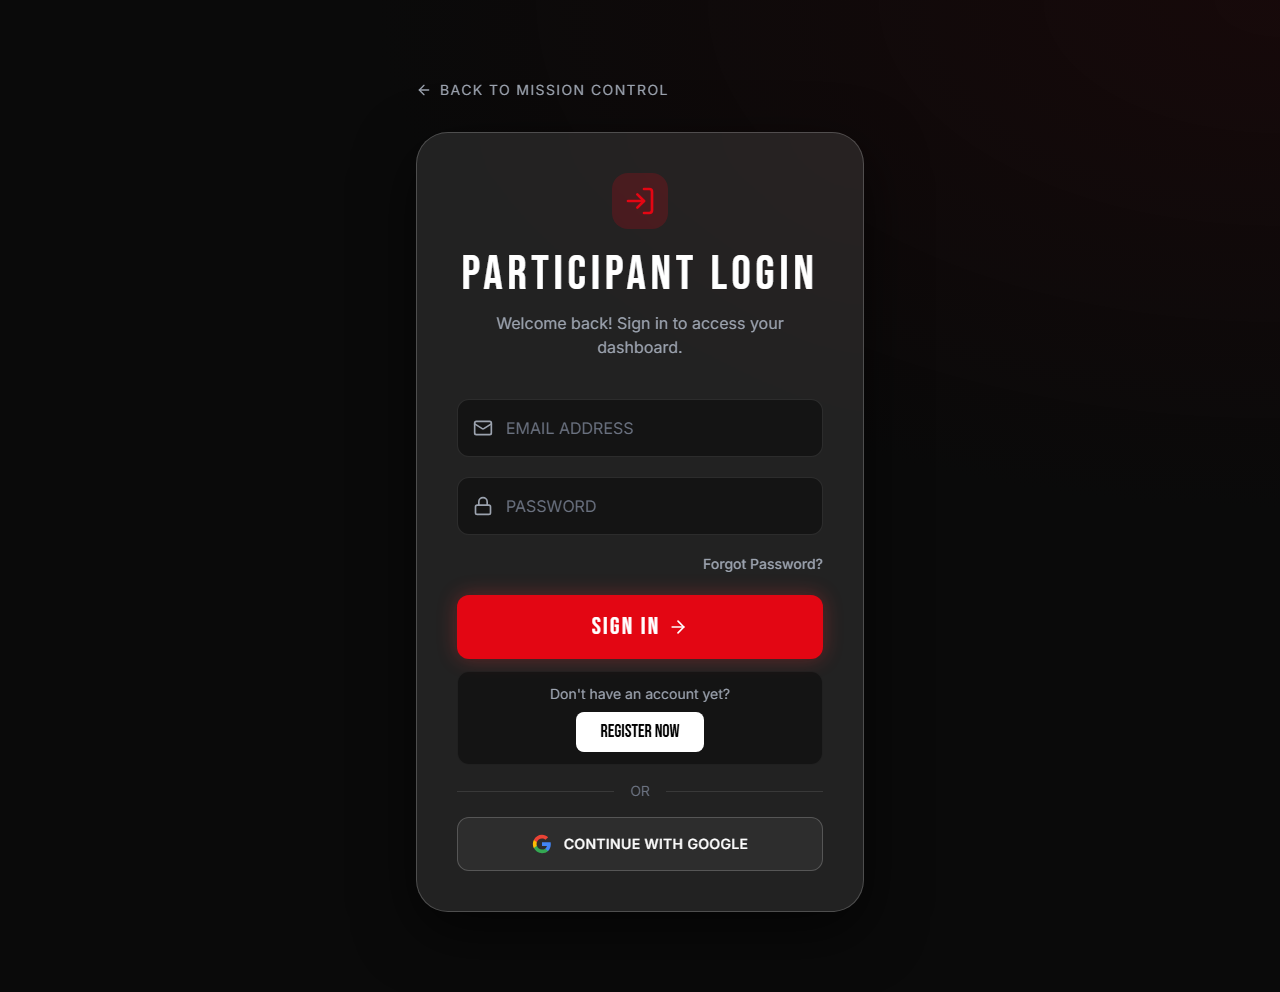 BACK TO MISSION CONTROL
PARTICIPANT LOGIN
Welcome back! Sign in to access your
dashboard.
EMAIL ADDRESS
PASSWORD
Forgot Password?
SIGN IN
Don't have an account yet?
REGISTER NOW
OR
CONTINUE WITH GOOGLE